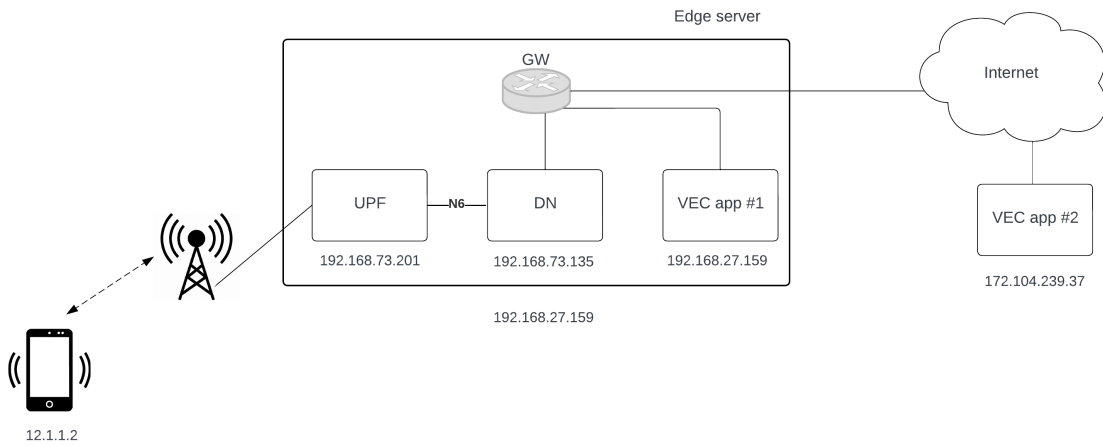 Edge server
GW
Internet
UPF
N6
DN
VEC app #1
VEC app #2
192.168.73.201
192.168.73.135
192.168.27.159
172.104.239.37
192.168.27.159
12.1.1.2